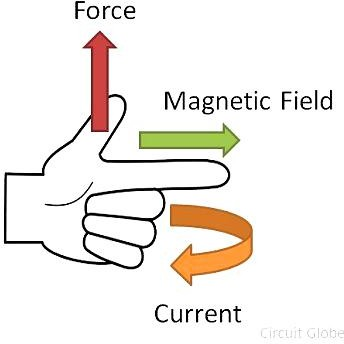 Force
Magnetic Field
Current
Circuit Globe